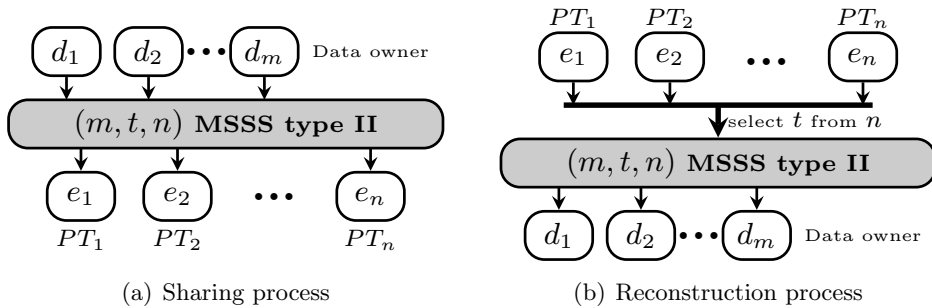 d1 d2 ••• dm Data owner
(m, t, n) MSSS type II
e1 e2 ••• en
PT1 PT2 PTn
(a) Sharing process
PT1 PT2 PTn
e1 e2 ••• en
select t from n
(m, t, n) MSSS type II
d1 d2 ••• dm Data owner
(b) Reconstruction process